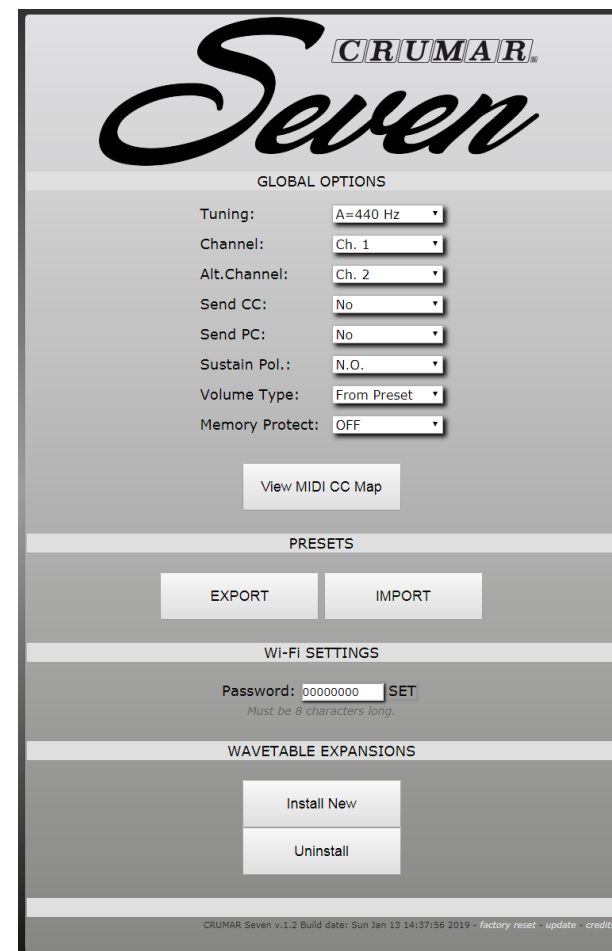 CRUMAR®
Seven
GLOBAL OPTIONS
Tuning: A=440 Hz
Channel: Ch. 1
Alt.Channel: Ch. 2
Send CC: No
Send PC: No
Sustain Pol.: N.O.
Volume Type: From Preset
Memory Protect: OFF
View MIDI CC Map
PRESETS
EXPORT IMPORT
Wi-Fi SETTINGS
Password: 00000000 SET
Must be 8 characters long.
WAVETABLE EXPANSIONS
Install New
Uninstall
CRUMAR Seven v.1.2 Build date: Sun Jan 13 14:37:56 2019 - factory reset - update - credits